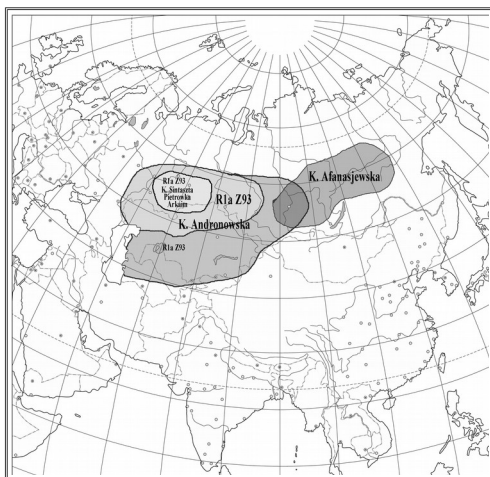 K. Afanasjewska
R1a Z93
K. Sintaszta
Pietrowka
Arkaim
R1a Z93
K. Andronowska
R1a Z93